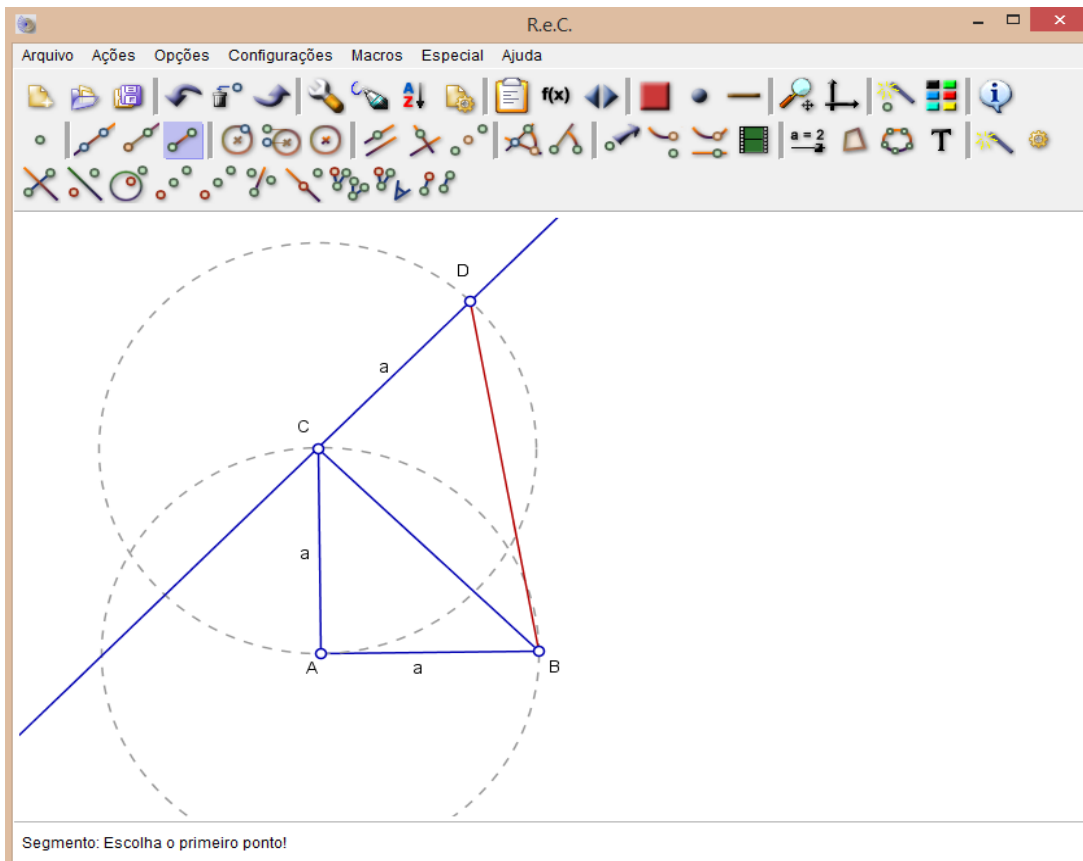 R.e.C.
Arquivo Ações Opções Configurações Macros Especial Ajuda
A
Z
f(x)
a = 2
T
D
a
C
a
A
a
B
Segmento: Escolha o primeiro ponto!